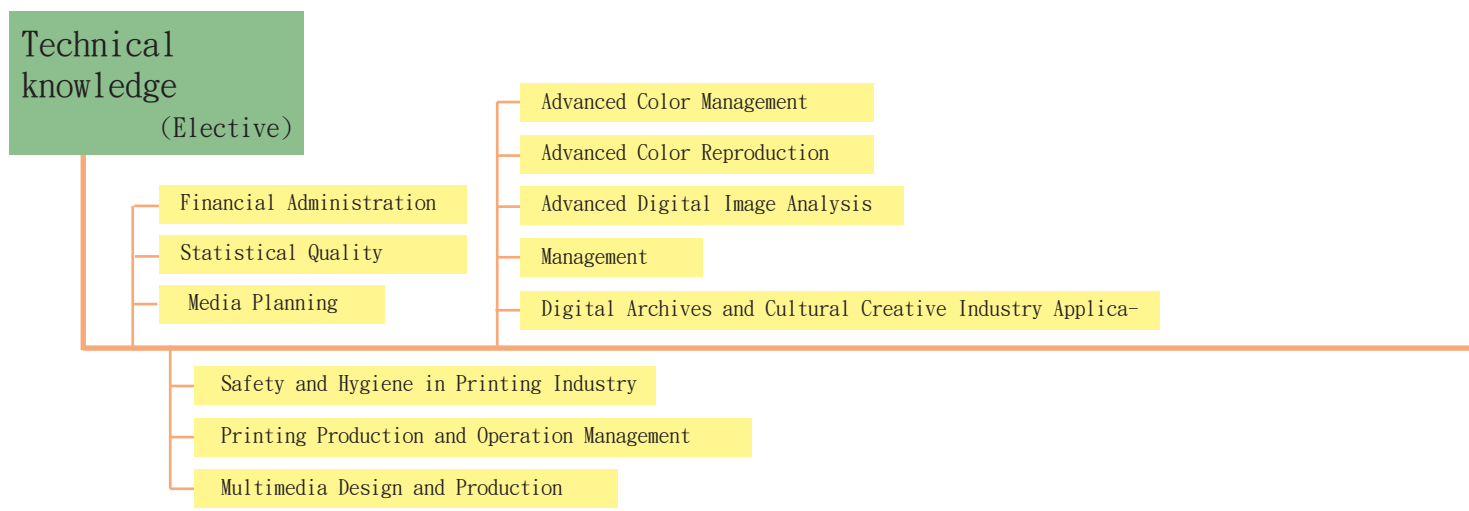 Technical
knowledge
(Elective)
Financial Administration
Statistical Quality
Media Planning
Advanced Color Management
Advanced Color Reproduction
Advanced Digital Image Analysis
Management
Digital Archives and Cultural Creative Industry Applica-
Safety and Hygiene in Printing Industry
Printing Production and Operation Management
Multimedia Design and Production